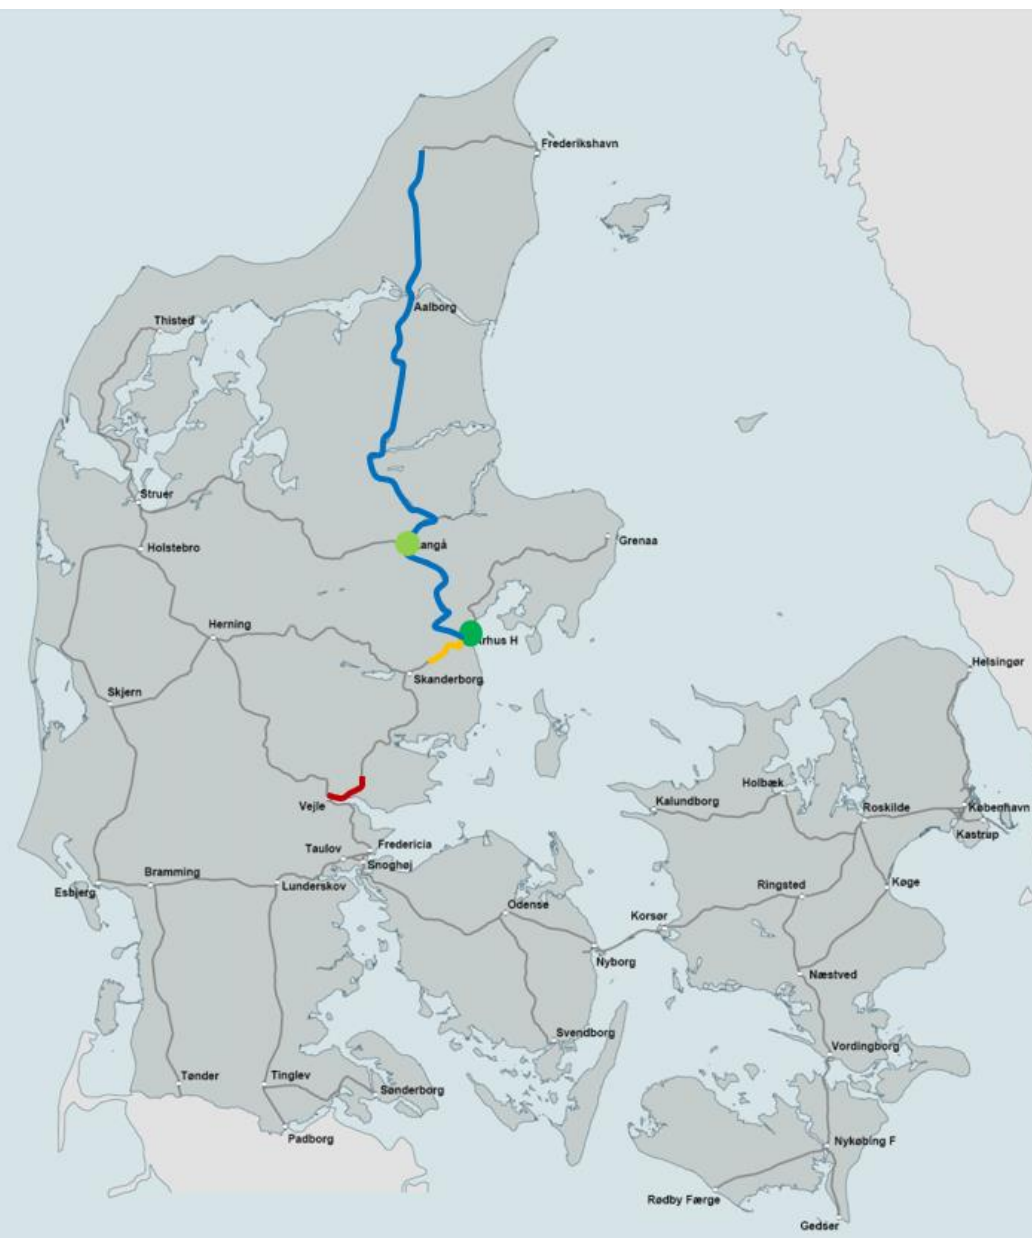 Frederikshavn
Aalborg
Thisted
Struer
Holstebro
angå
Grenaa
Herning
rhus H
Skanderborg
Skjern
Helsingør
Holbæk
Kalundborg
Roskilde
København
Kastrup
Vejle
Taulov
Fredericia
Snoghøj
Bramming
Lunderskov
Esbjerg
Ringsted
Køge
Odense
Korsør
Nyborg
Næstved
Svendborg
Vordingborg
Tønder
Tinglev
Sønderborg
Padborg
Nykøbing F
Rødby Færge
Gedser